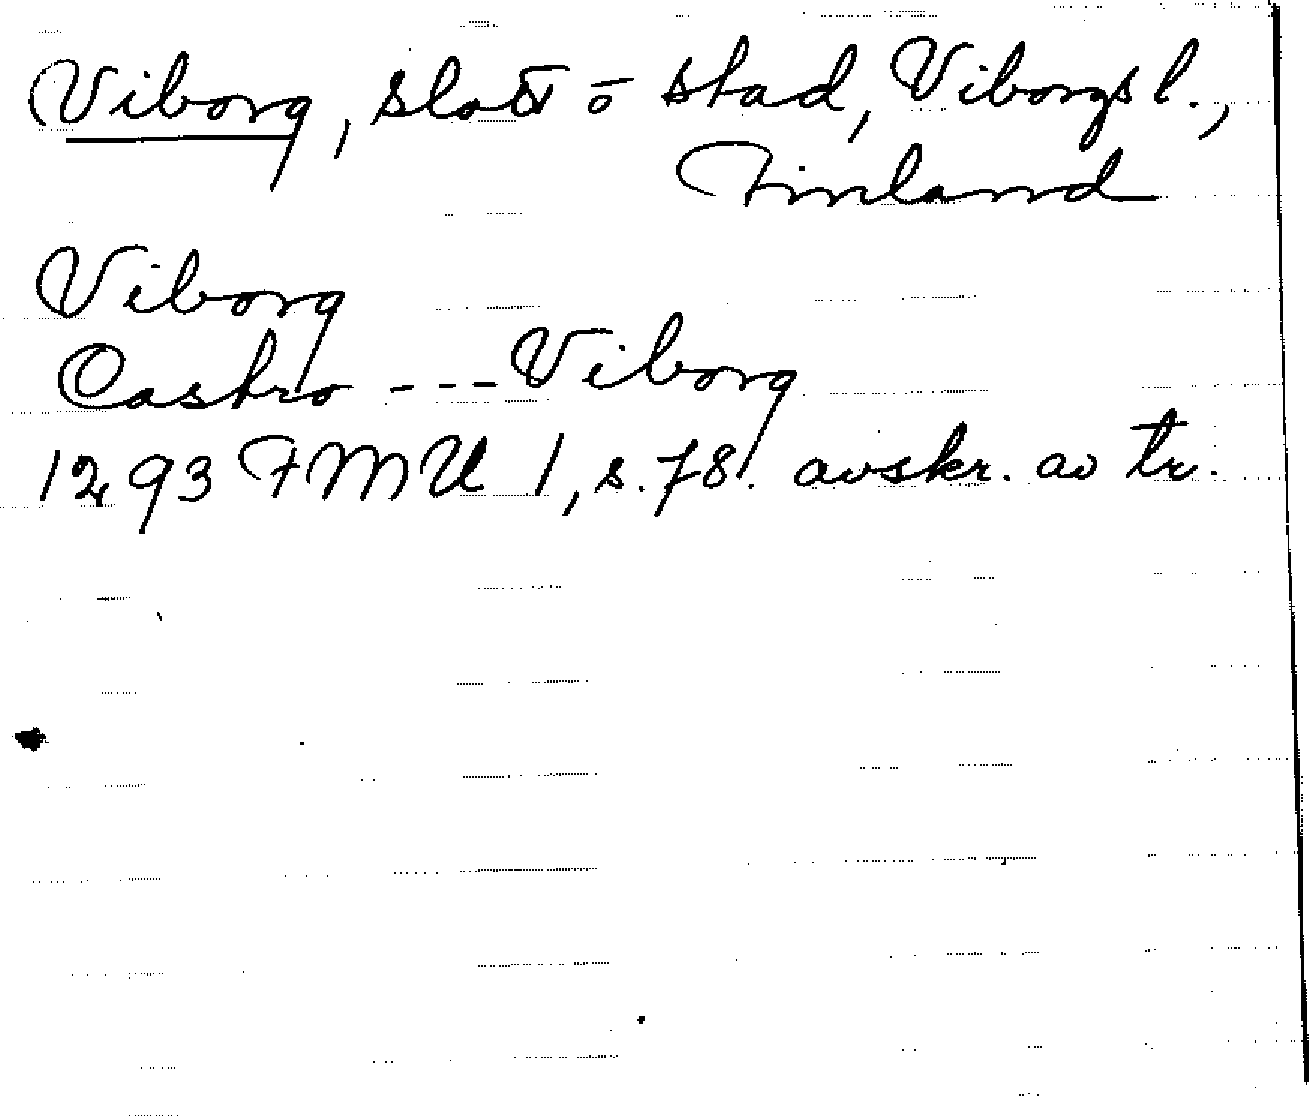 Viborg, slott o stad, Viborgs l.,
Finland
Viborg
Castro --- Viborg
1293 FMU 1, s. 78. avskr. av tr.